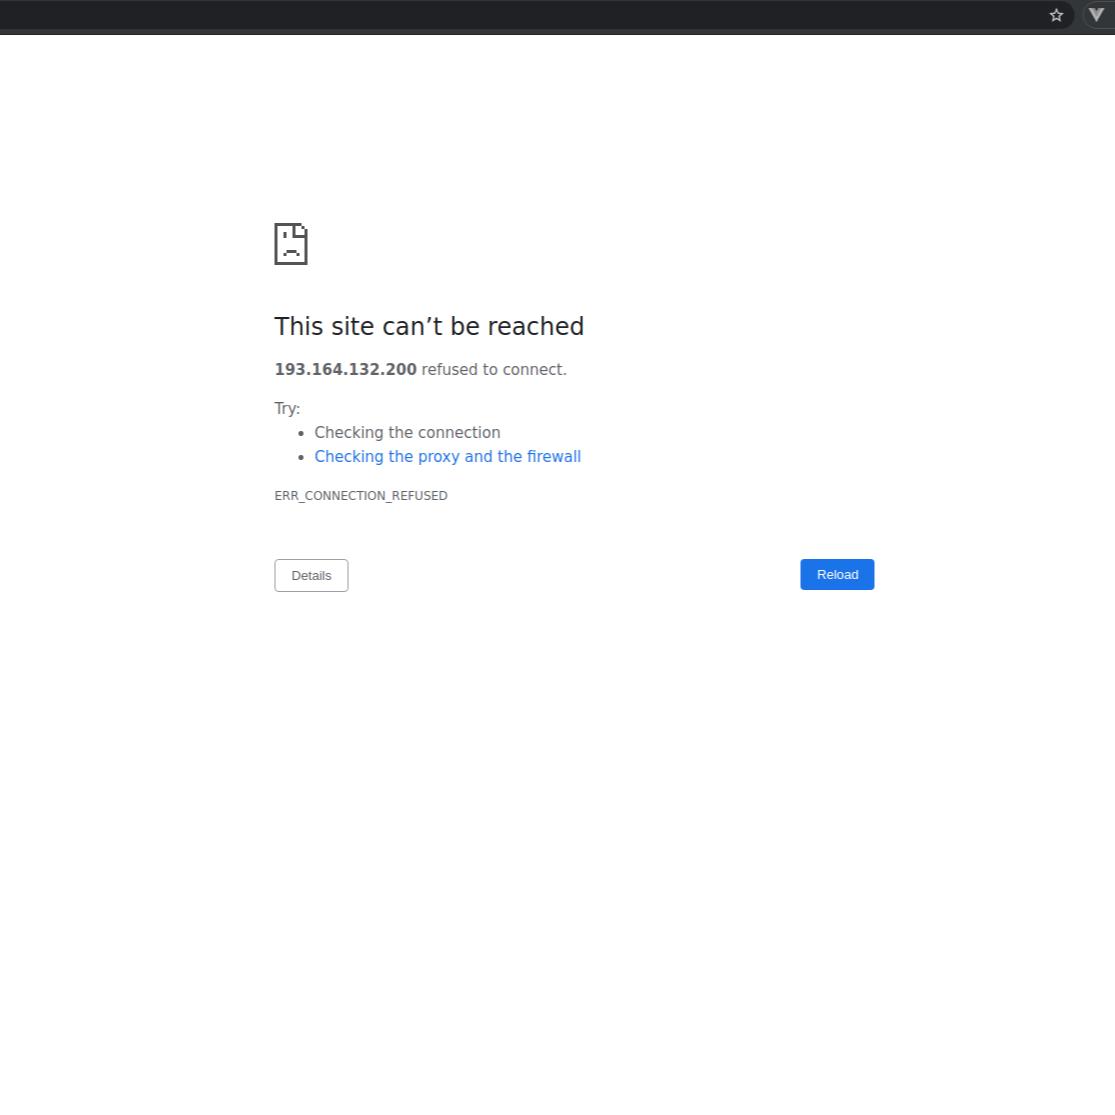 This site can’t be reached
193.164.132.200 refused to connect.
Try:
• Checking the connection
• Checking the proxy and the firewall
ERR_CONNECTION_REFUSED
Details
Reload